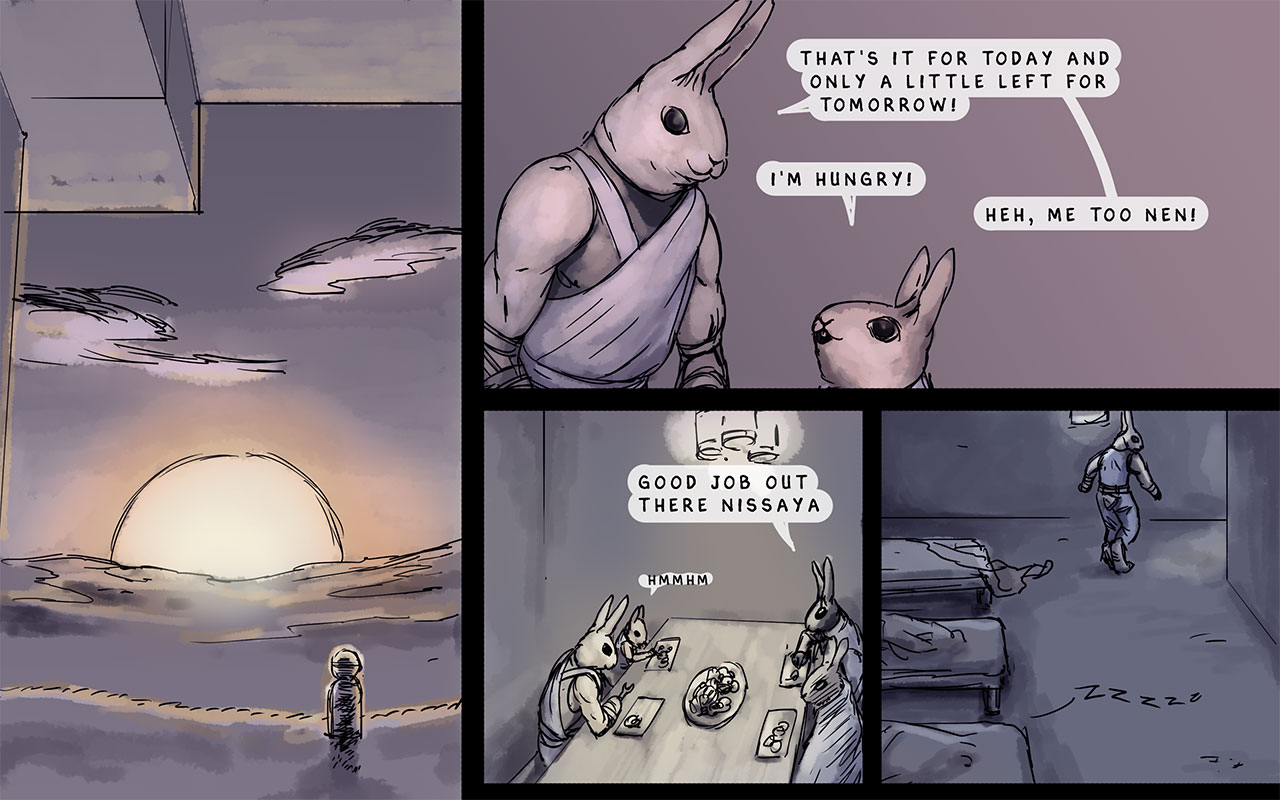 THAT'S IT FOR TODAY AND
ONLY A LITTLE LEFT FOR
TOMORROW!
I'M HUNGRY!
HEH, ME TOO NEN!
GOOD JOB OUT
THERE NISSAYA
HMMHM
ZZZZZ